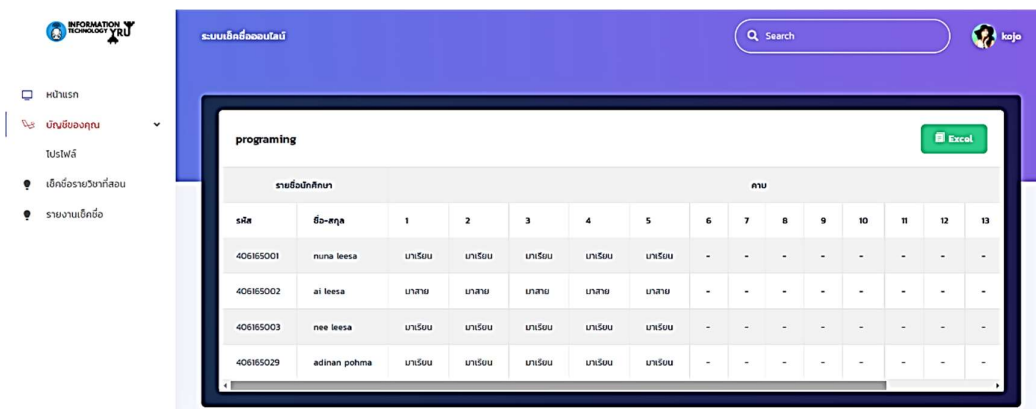 INFORMATION
TECHNOLOGY YRU
ระบบเช็คชื่อออนไลน์
Search
kojo
หน้าแรก
บัญชีของคุณ
โปรไฟล์
เช็คชื่อรายวิชาที่สอน
รายงานเช็คชื่อ
programing
Excel
รายชื่อนักศึกษา คาบ
รหัส ชื่อ-สกุล 1 2 3 4 5 6 7 8 9 10 11 12 13
406165001 nuna leesa มาเรียน มาเรียน มาเรียน มาเรียน มาเรียน - - - - - - - -
406165002 ai leesa มาสาย มาสาย มาสาย มาสาย มาสาย - - - - - - - -
406165003 nee leesa มาเรียน มาเรียน มาเรียน มาเรียน มาเรียน - - - - - - - -
406165029 adinan pohma มาเรียน มาเรียน มาเรียน มาเรียน มาเรียน - - - - - - - -